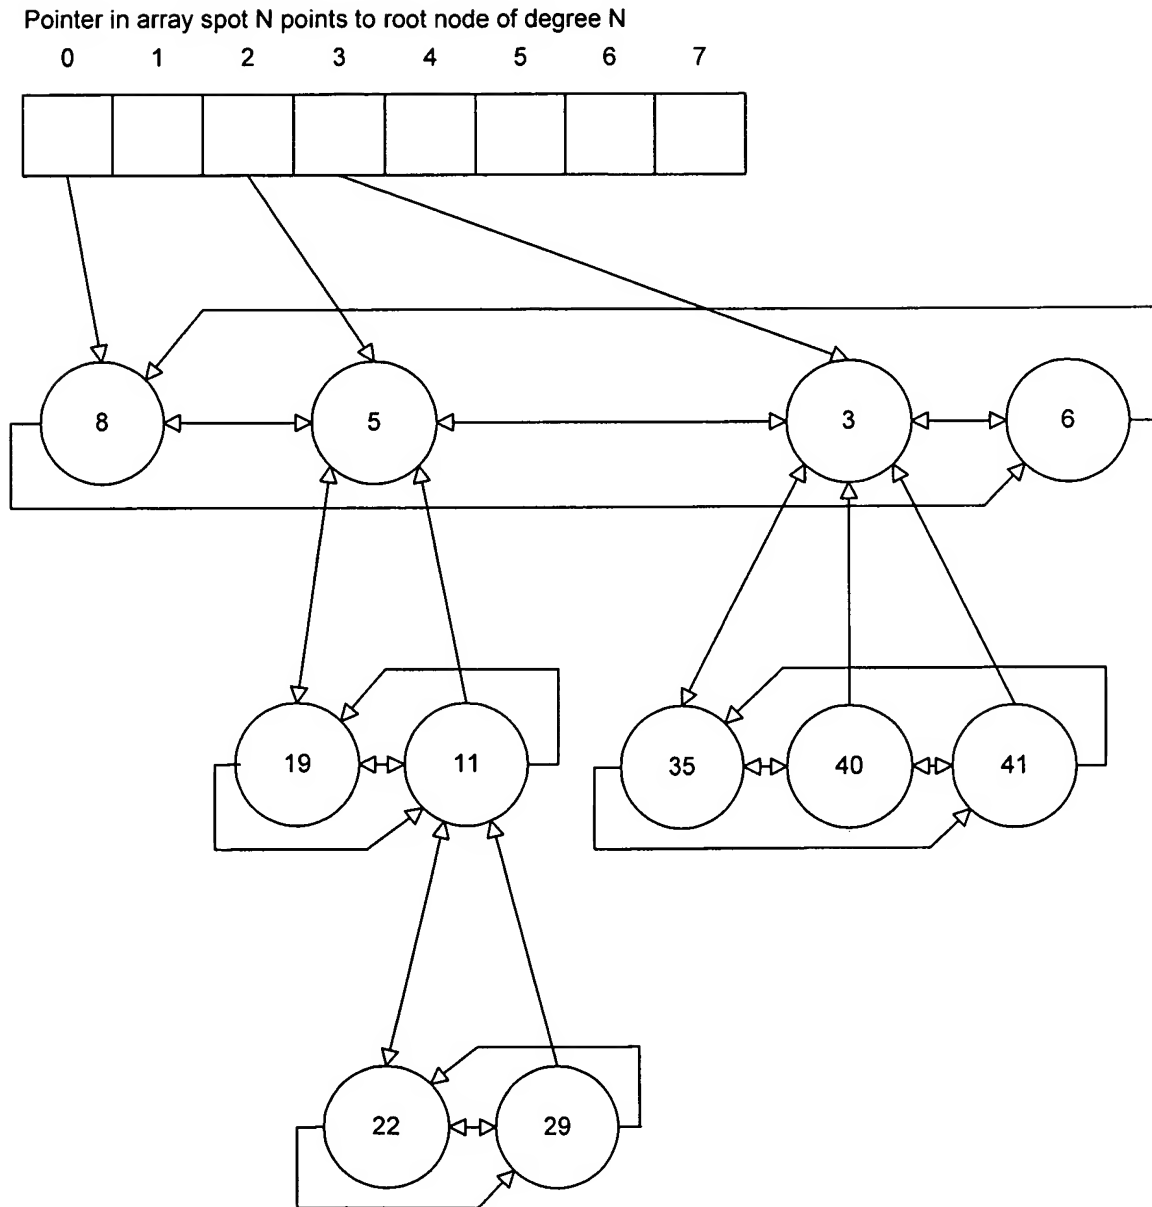 Pointer in array spot N points to root node of degree N
0 1 2 3 4 5 6 7
8 5 3 6
19 11 35 40 41
22 29